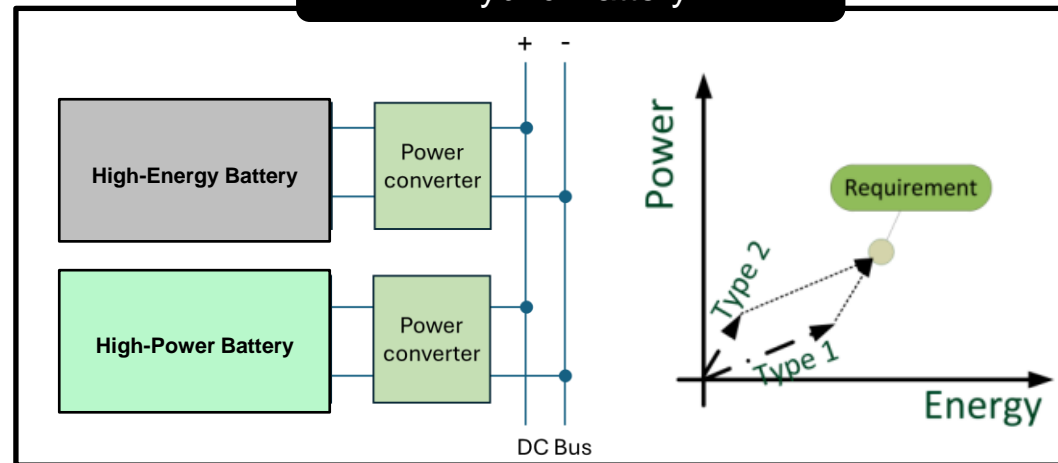 + -
High-Energy Battery
Power
converter
High-Power Battery
Power
converter
DC Bus
Power
Requirement
Type 2
Type 1
Energy